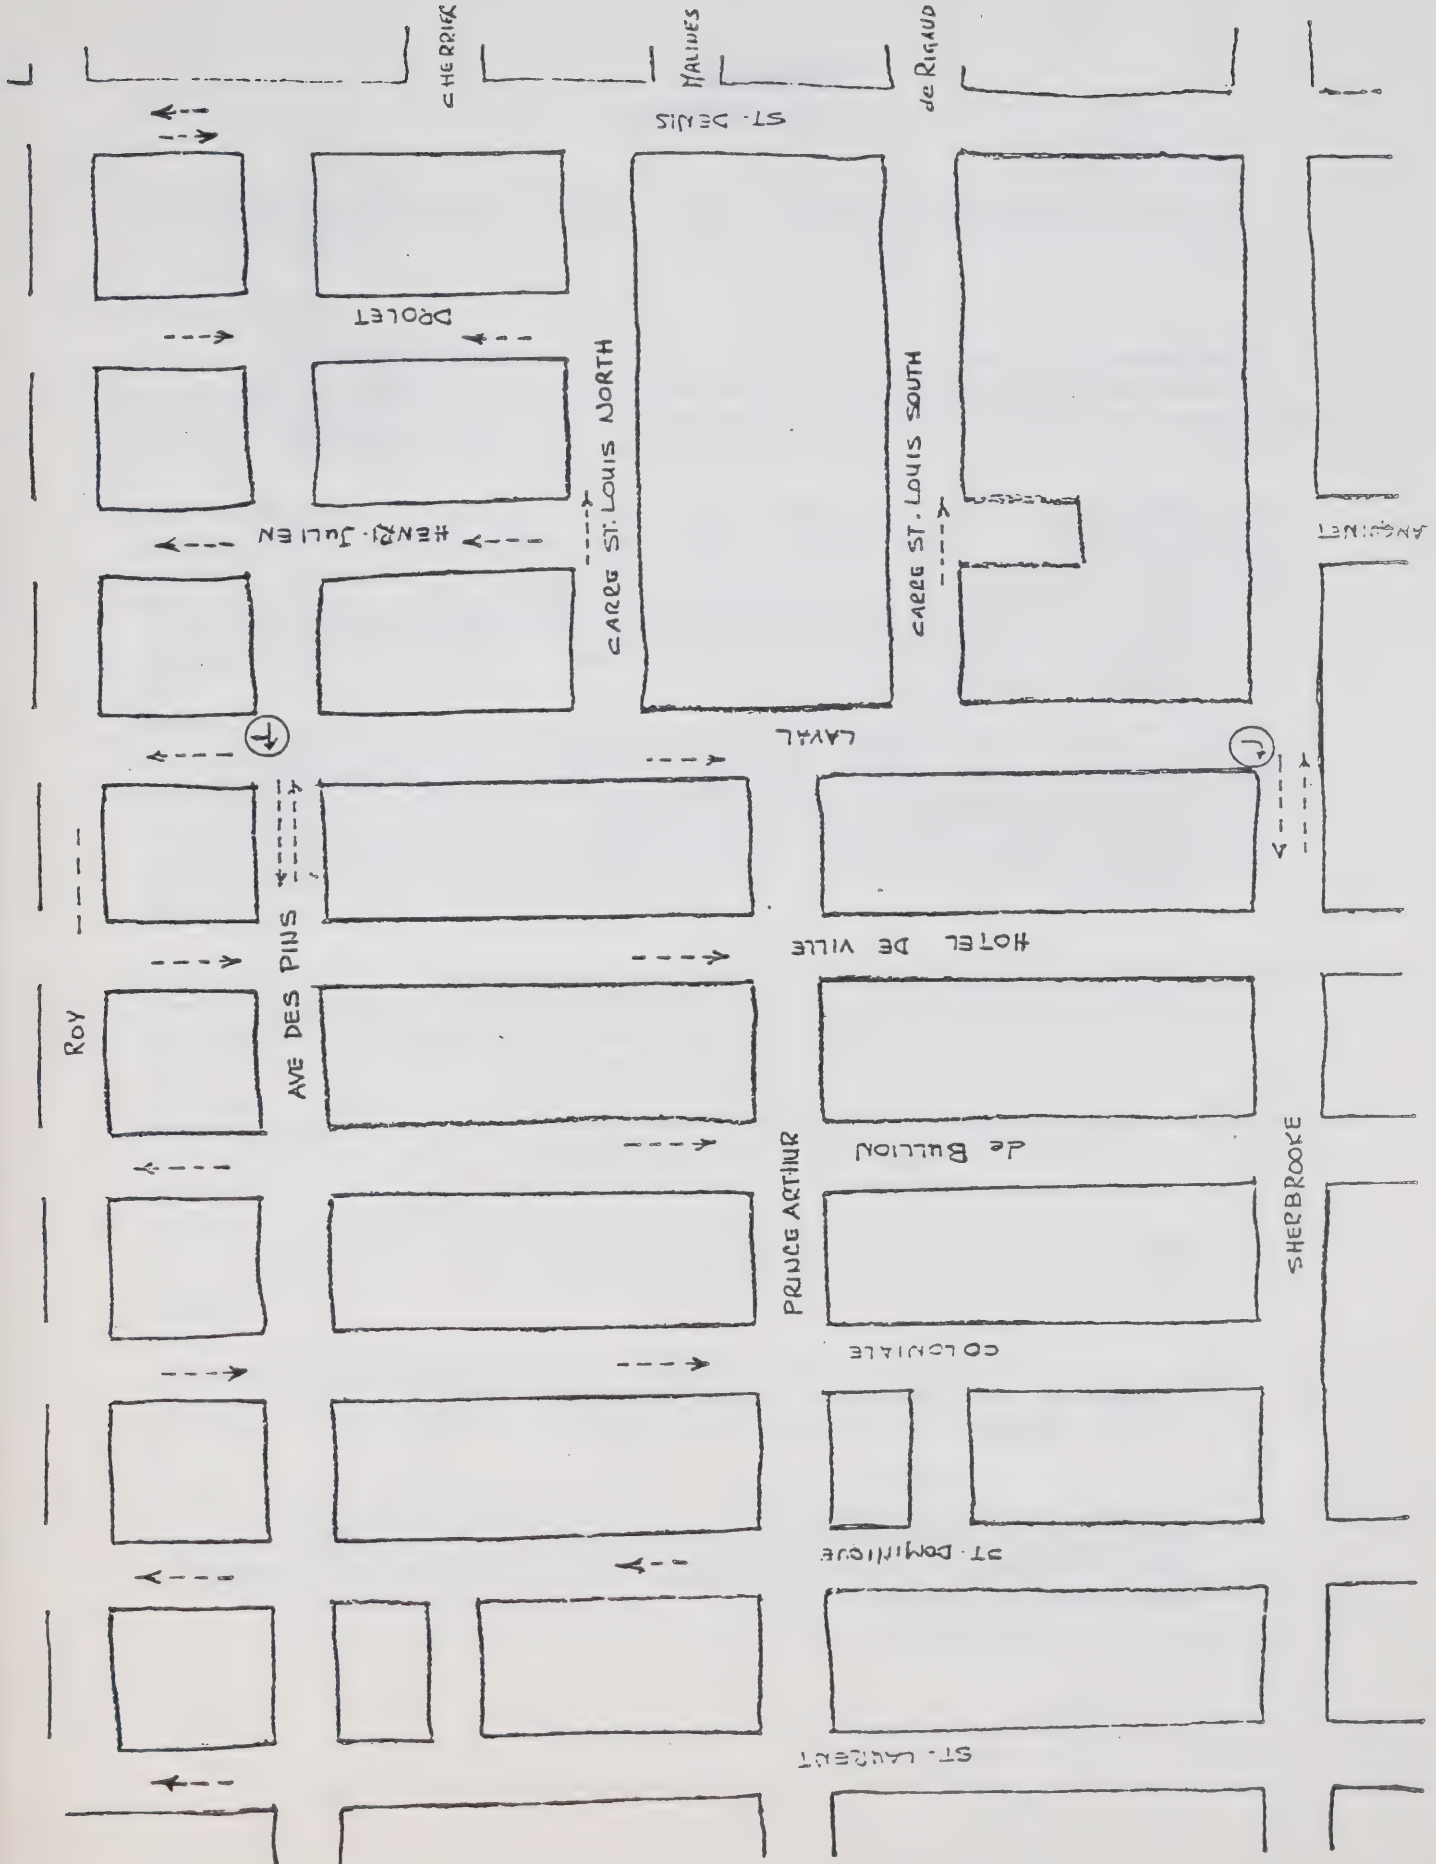 CHERRIER
MALINES
de RIGAUD
ST. DENIS
DROLET
CARRE ST. LOUIS NORTH
CARRE ST. LOUIS SOUTH
HENRI-JULIEN
ANGUINET
LAVAL
HOTEL DE VILLE
AVE DES PINS
ROY
de BULLION
PRINCE ARTHUR
SHERBROOKE
COLONIALE
ST. DOMINIQUE
ST. LAURENT